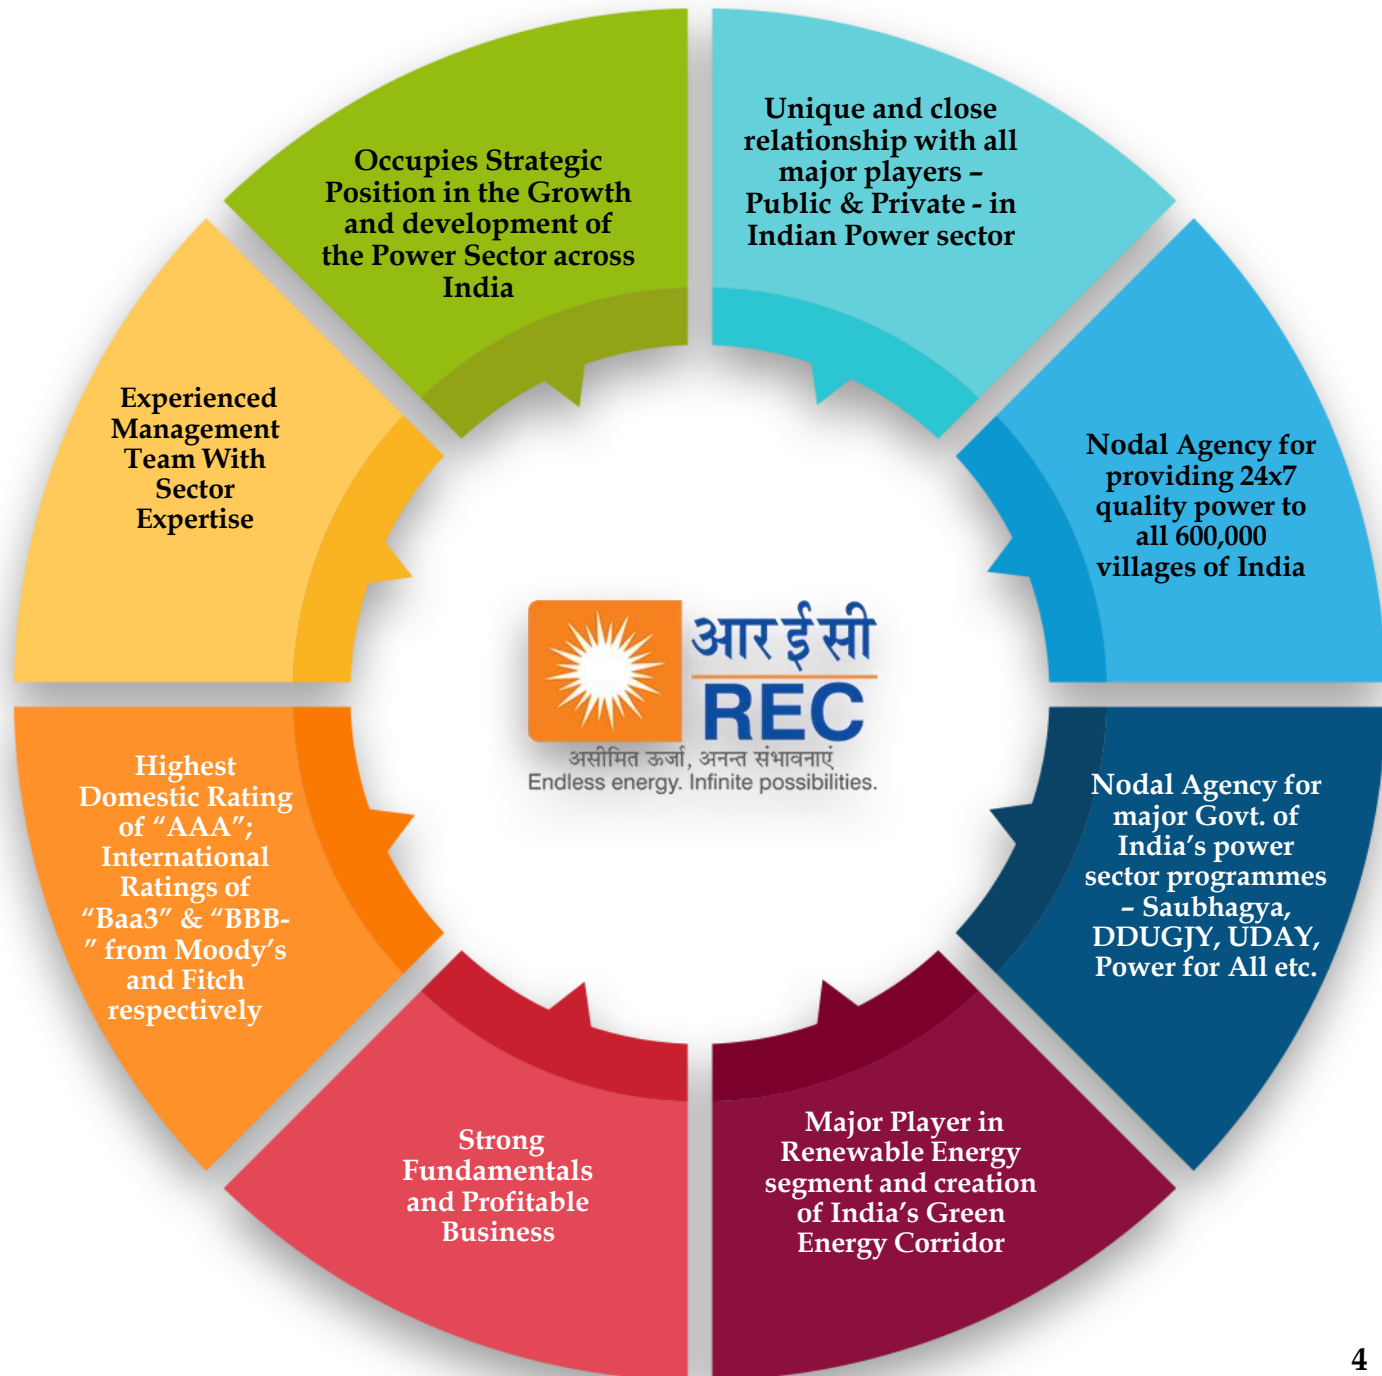 Occupies Strategic
Position in the Growth
and development of
the Power Sector across
India
Unique and close
relationship with all
major players –
Public & Private - in
Indian Power sector
Nodal Agency for
providing 24x7
quality power to
all 600,000
villages of India
Nodal Agency for
major Govt. of
India’s power
sector programmes
– Saubhagya,
DDUGJY, UDAY,
Power for All etc.
Major Player in
Renewable Energy
segment and creation
of India’s Green
Energy Corridor
Strong
Fundamentals
and Profitable
Business
Highest
Domestic Rating
of “AAA”;
International
Ratings of
“Baa3” & “BBB-
” from Moody’s
and Fitch
respectively
Experienced
Management
Team With
Sector
Expertise
आर ई सी
REC
असीमित ऊर्जा, अनन्त संभावनाएं
Endless energy. Infinite possibilities.
4